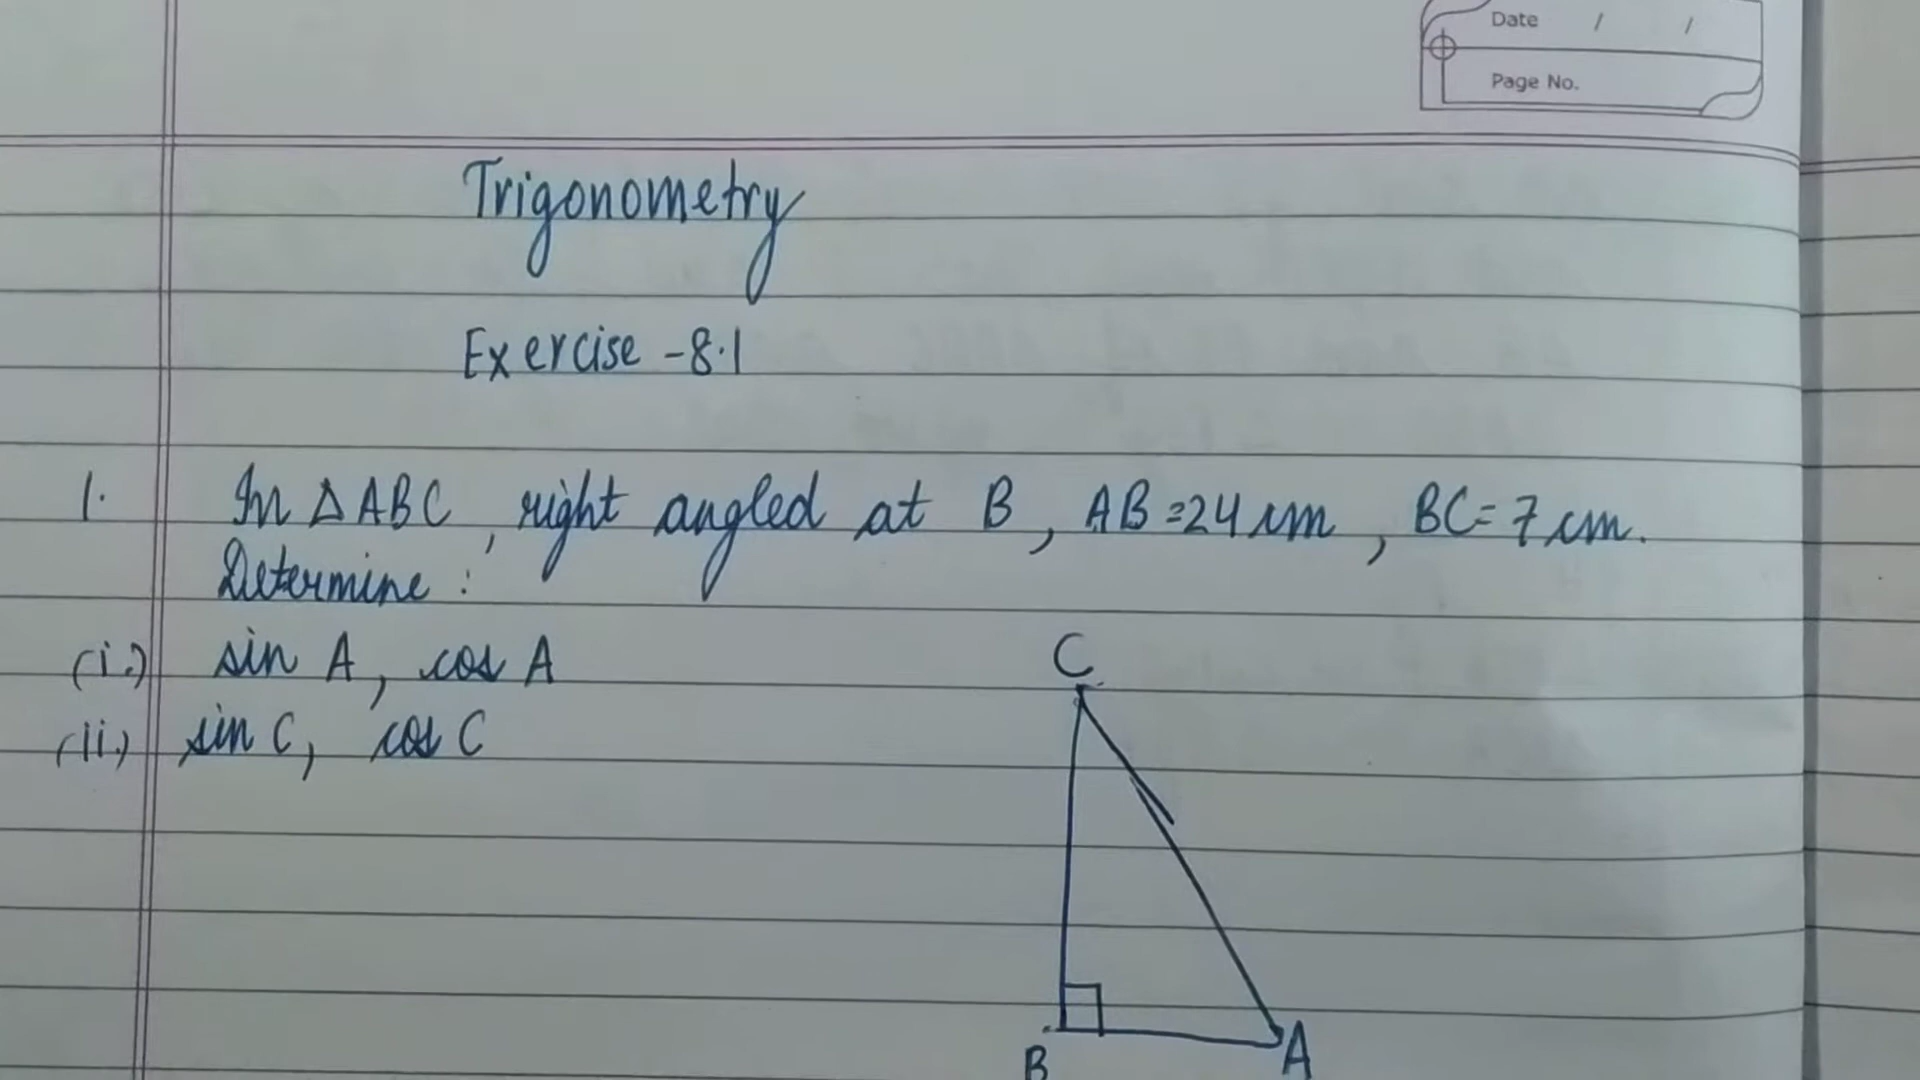 Date / /
Page No.
Trigonometry
Exercise - 8.1
1. In △ABC, right angled at B, AB=24 cm, BC=7 cm.
Determine :
(i.) sin A, cos A
(ii.) sin C, cos C
C
B A